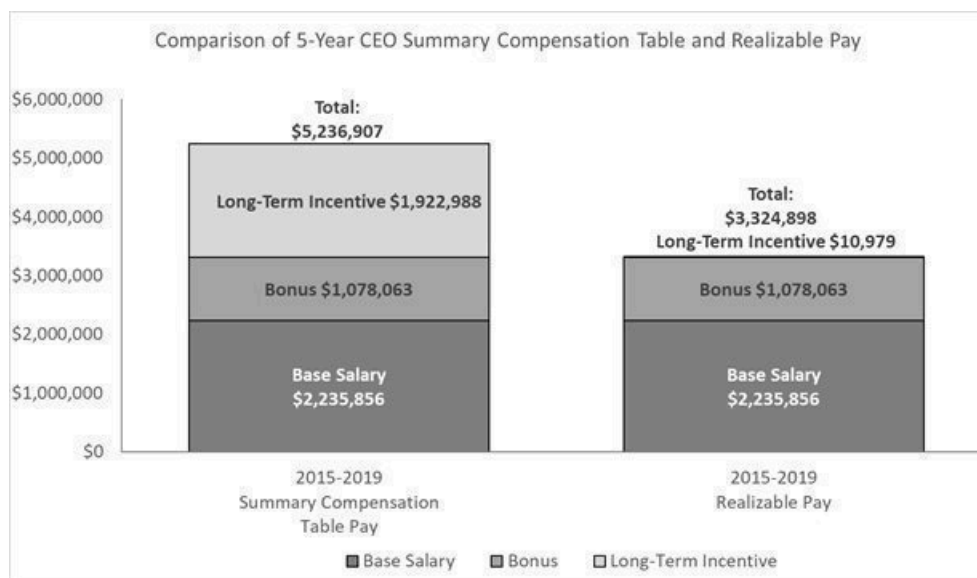 Comparison of 5-Year CEO Summary Compensation Table and Realizable Pay
$6,000,000
$5,000,000
$4,000,000
$3,000,000
$2,000,000
$1,000,000
$0
Total:
$5,236,907
Long-Term Incentive $1,922,988
Bonus $1,078,063
Base Salary
$2,235,856
Total:
$3,324,898
Long-Term Incentive $10,979
Bonus $1,078,063
Base Salary
$2,235,856
2015-2019
Summary Compensation
Table Pay
2015-2019
Realizable Pay
Base Salary
Bonus
Long-Term Incentive